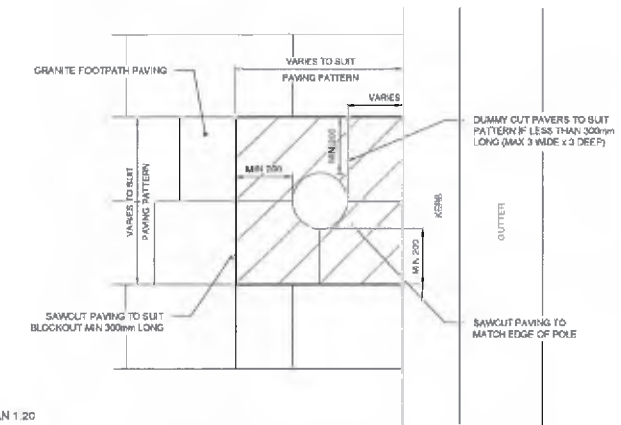 VARIES TO SUIT
PAVING PATTERN
GRANITE FOOTPATH PAVING
VARIES
DUMMY CUT PAVERS TO SUIT
PATTERN IF LESS THAN 300mm
LONG (MAX 3 WIDE x 3 DEEP)
MIN 200
MIN 200
VARIES TO SUIT
PAVING PATTERN
KERB
GUTTER
MIN 200
SAWCUT PAVING TO SUIT
BLOCKOUT MIN 300mm LONG
SAWCUT PAVING TO
MATCH EDGE OF POLE
AN 1:20